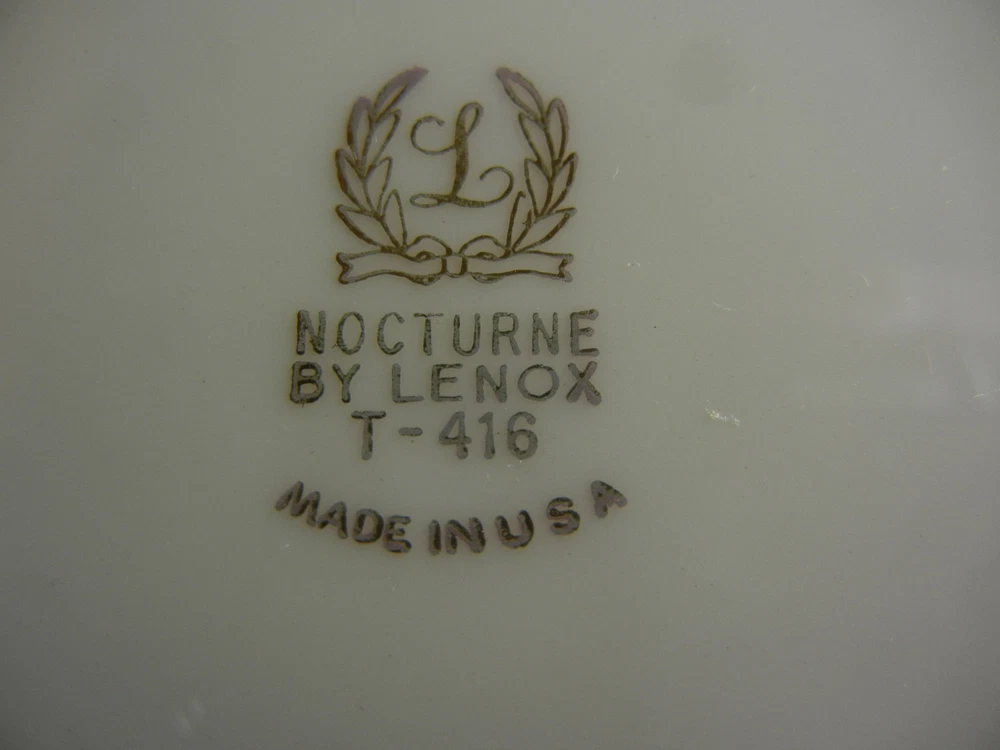 L
NOCTURNE
BY LENOX
T-416
MADE IN USA